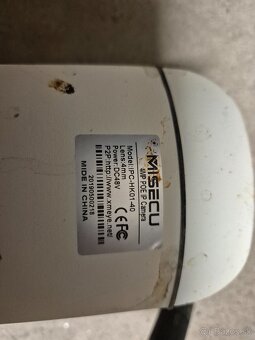 MISECU
4MP POE IP Camera
Model:IPC-HK01-40
Lens:4mm
Power:DC48V
P2P:http://www.xmeye.net/
CE FC
20190500218
MADE IN CHINA